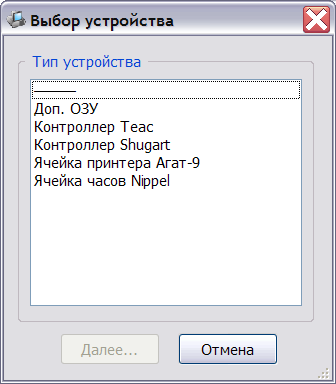 Выбор устройства
Тип устройства
Доп. ОЗУ
Контроллер Teac
Контроллер Shugart
Ячейка принтера Агат-9
Ячейка часов Nippel
Далее...
Отмена